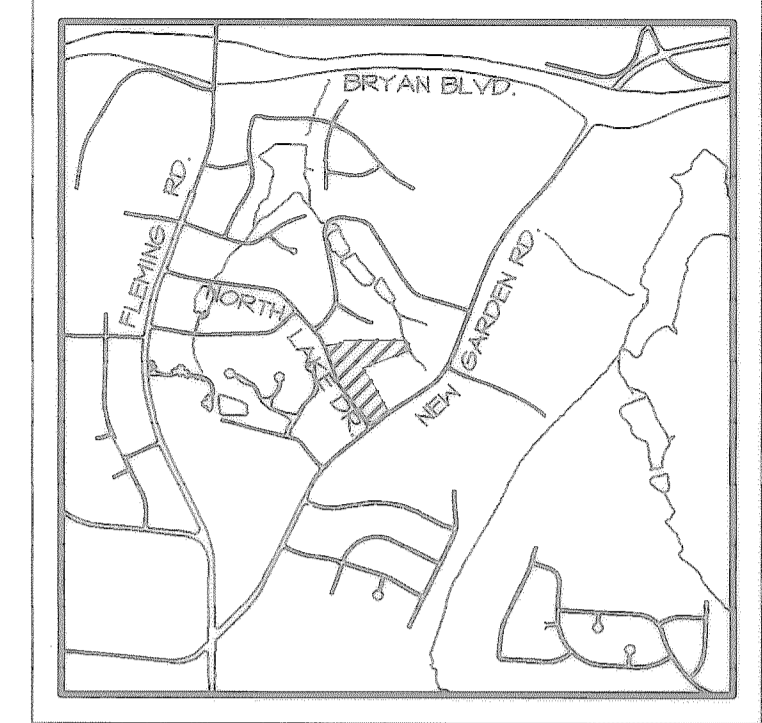 BRYAN BLVD.
FLEMING RD.
NORTH LAKE DR.
NEW GARDEN RD.